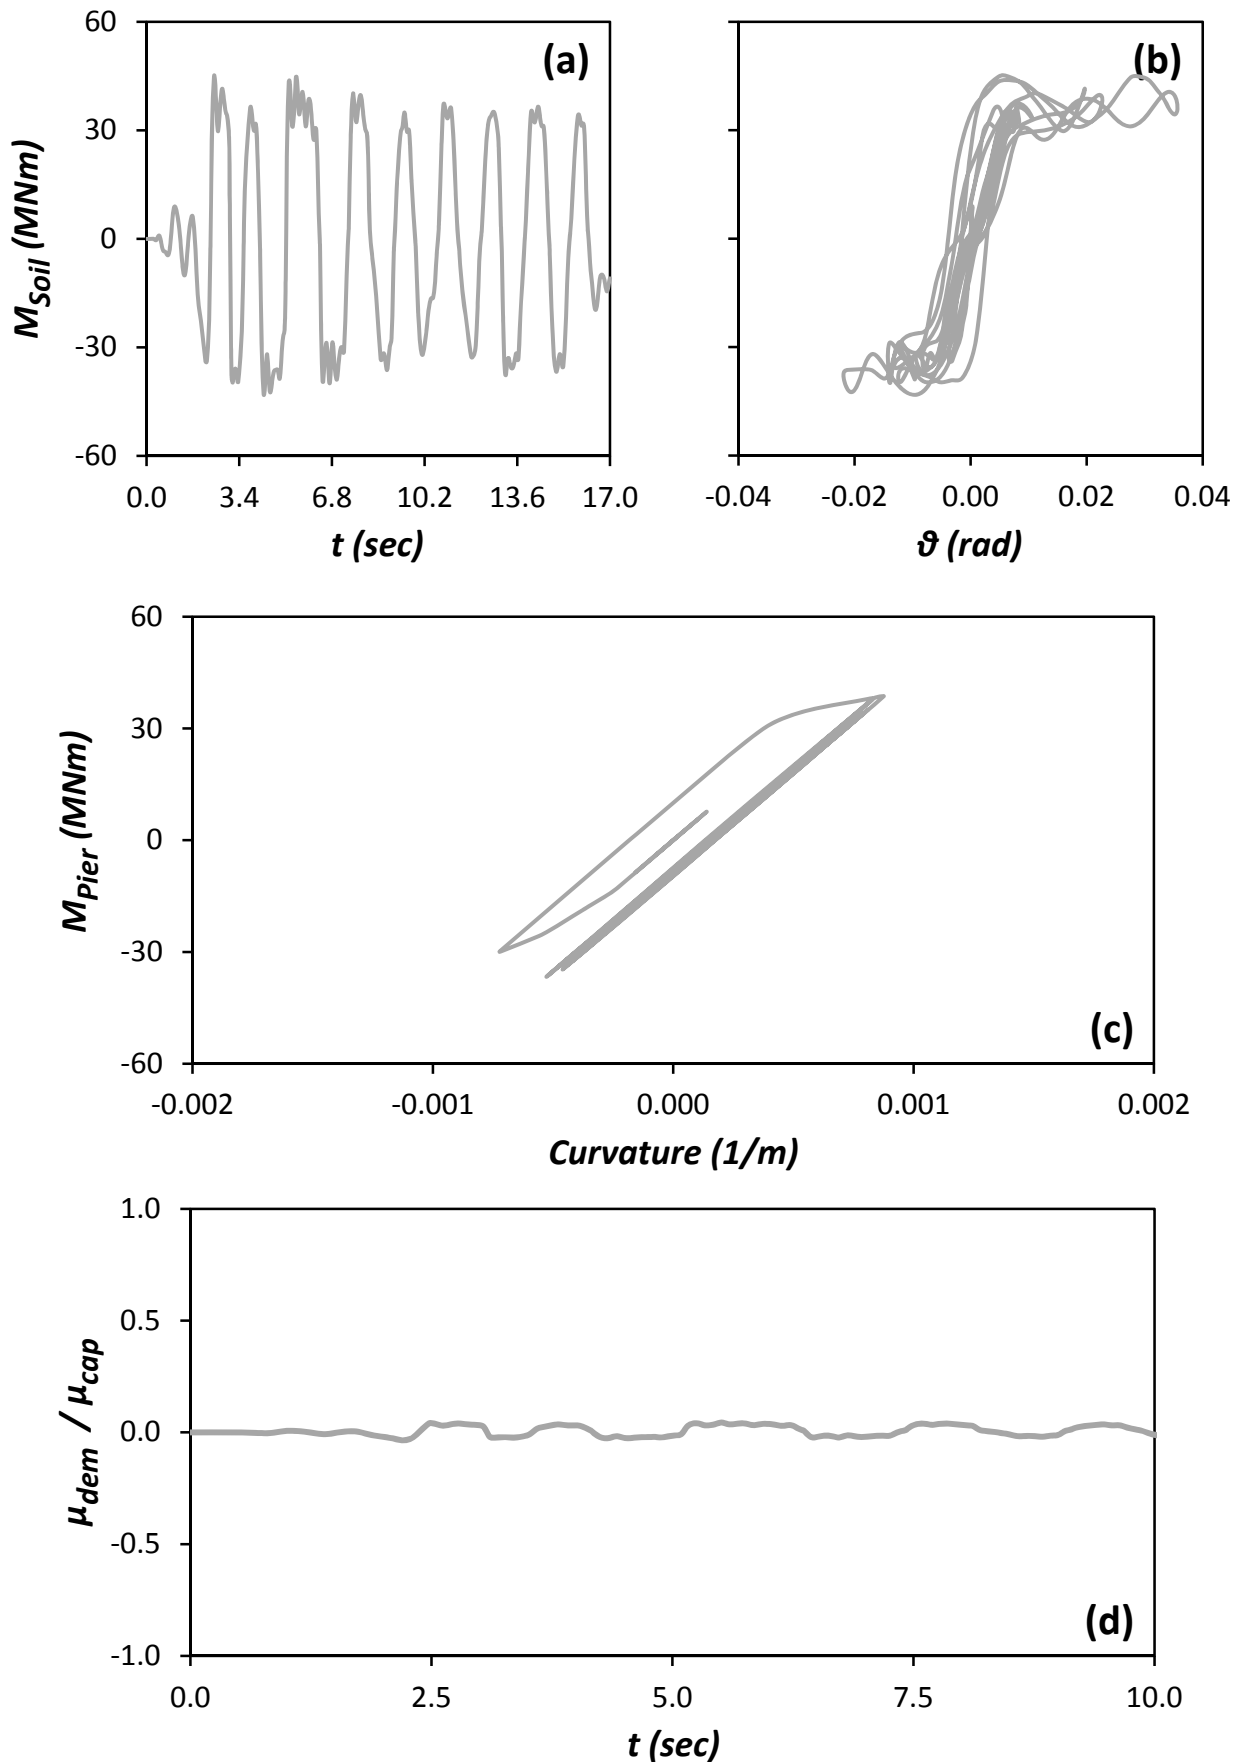 60
30
0
-30
-60
M_Soil (MNm)
(a)
0.0 3.4 6.8 10.2 13.6 17.0
t (sec)
(b)
-0.04 -0.02 0.00 0.02 0.04
ϑ (rad)
60
30
0
-30
-60
M_Pier (MNm)
(c)
-0.002 -0.001 0.000 0.001 0.002
Curvature (1/m)
1.0
0.5
0.0
-0.5
-1.0
μ_dem / μ_cap
(d)
0.0 2.5 5.0 7.5 10.0
t (sec)